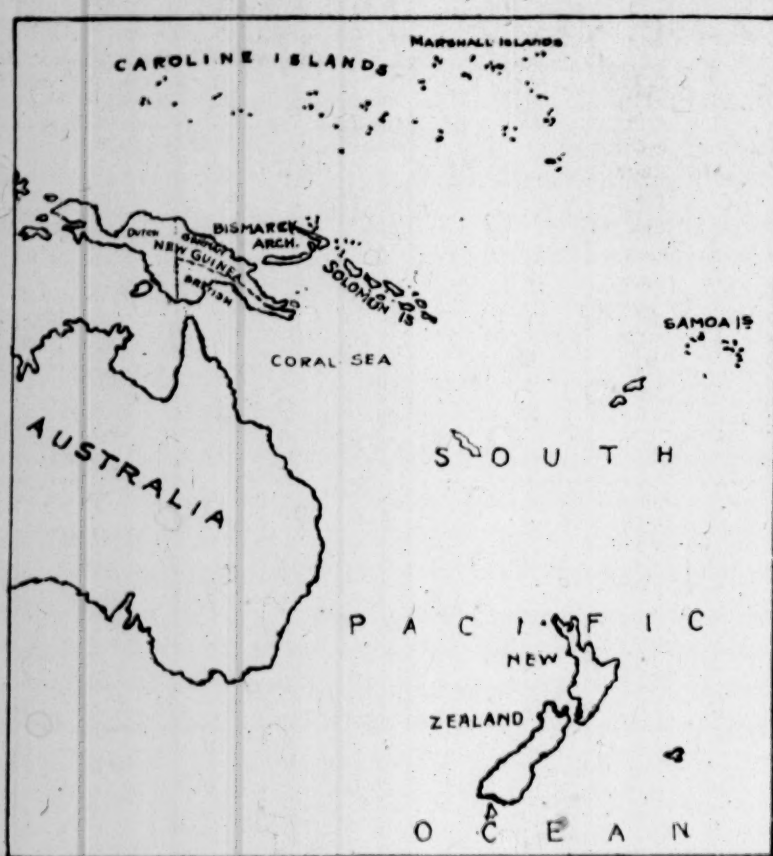 MARSHALL ISLANDS
CAROLINE ISLANDS
BISMARCK
ARCH.
DUTCH
GERMAN
NEW GUINEA
BRITISH
SOLOMON IS
SAMOA IS
CORAL SEA
AUSTRALIA
SOUTH
PACIFIC
NEW
ZEALAND
OCEAN